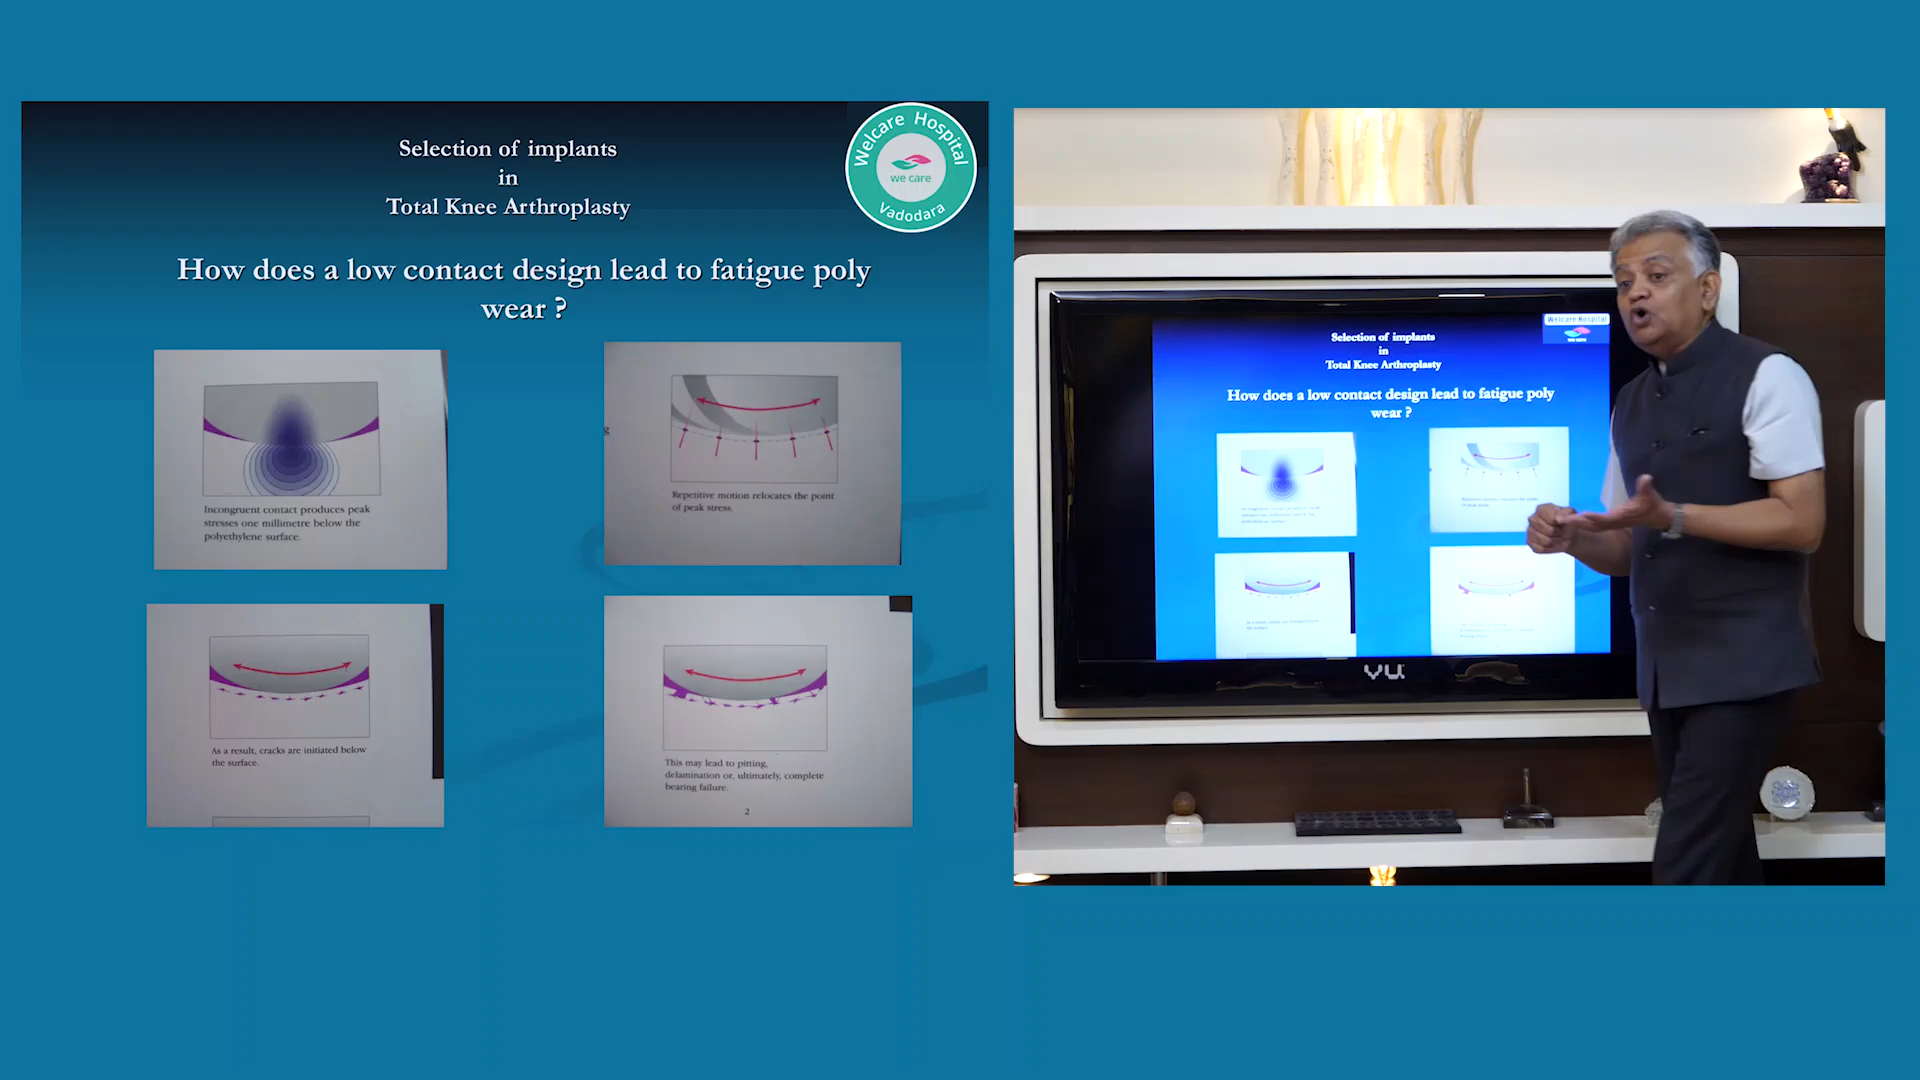 Selection of implants
in
Total Knee Arthroplasty
Welcare Hospital
we care
Vadodara
How does a low contact design lead to fatigue poly
wear ?
Incongruent contact produces peak
stresses one millimetre below the
polyethylene surface.
Repetitive motion relocates the point
of peak stress.
As a result, cracks are initiated below
the surface.
This may lead to pitting,
delamination or, ultimately, complete
bearing failure.
2
Welcare Hospital
Selection of implants
in
Total Knee Arthroplasty
How does a low contact design lead to fatigue poly
wear ?
VU